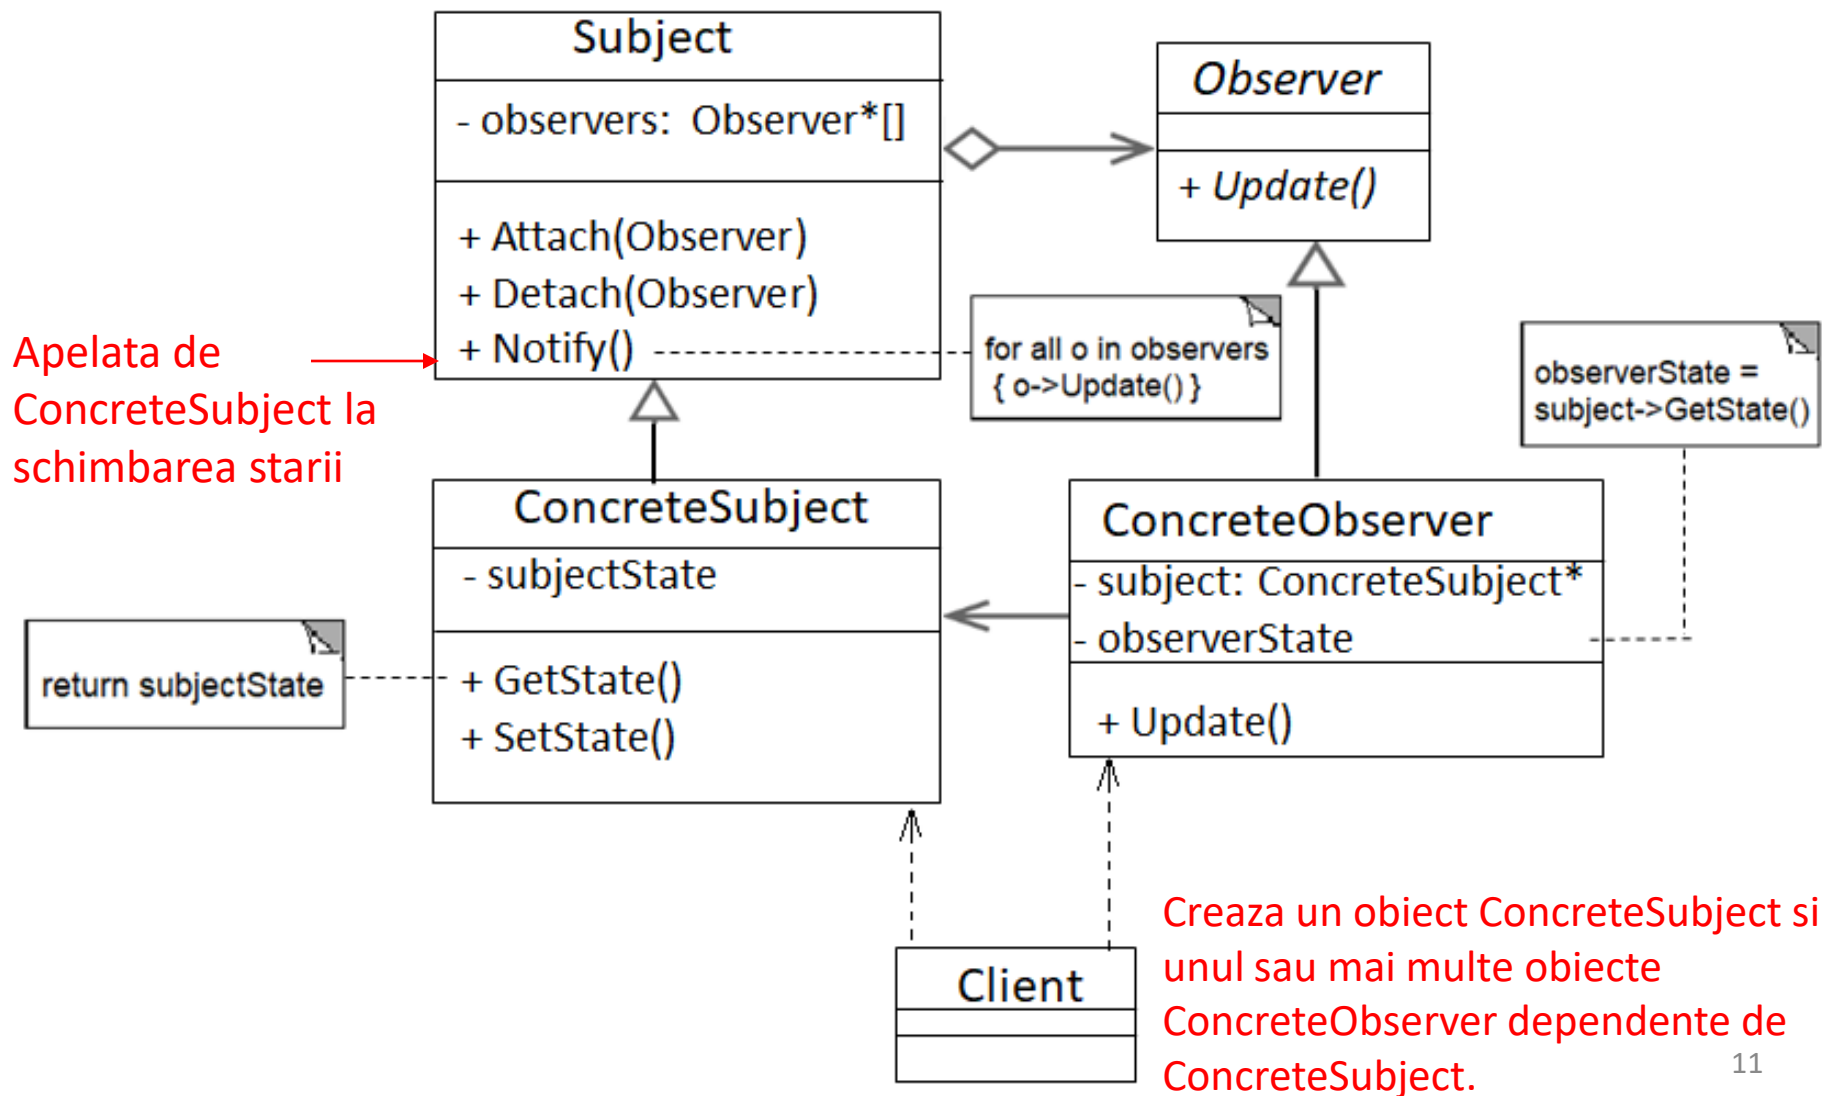 Subject
- observers: Observer*[]
+ Attach(Observer)
+ Detach(Observer)
+ Notify()
Observer
+ Update()
for all o in observers
{ o->Update() }
observerState =
subject->GetState()
Apelata de
ConcreteSubject la
schimbarea starii
ConcreteSubject
- subjectState
+ GetState()
+ SetState()
return subjectState
ConcreteObserver
- subject: ConcreteSubject*
- observerState
+ Update()
Client
Creaza un obiect ConcreteSubject si
unul sau mai multe obiecte
ConcreteObserver dependente de
ConcreteSubject.
11